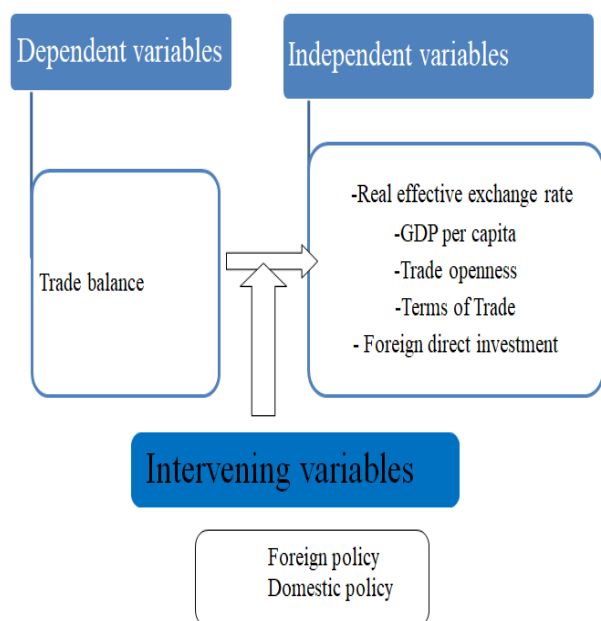 Dependent variables
Independent variables
Trade balance
-Real effective exchange rate
-GDP per capita
-Trade openness
-Terms of Trade
- Foreign direct investment
Intervening variables
Foreign policy
Domestic policy